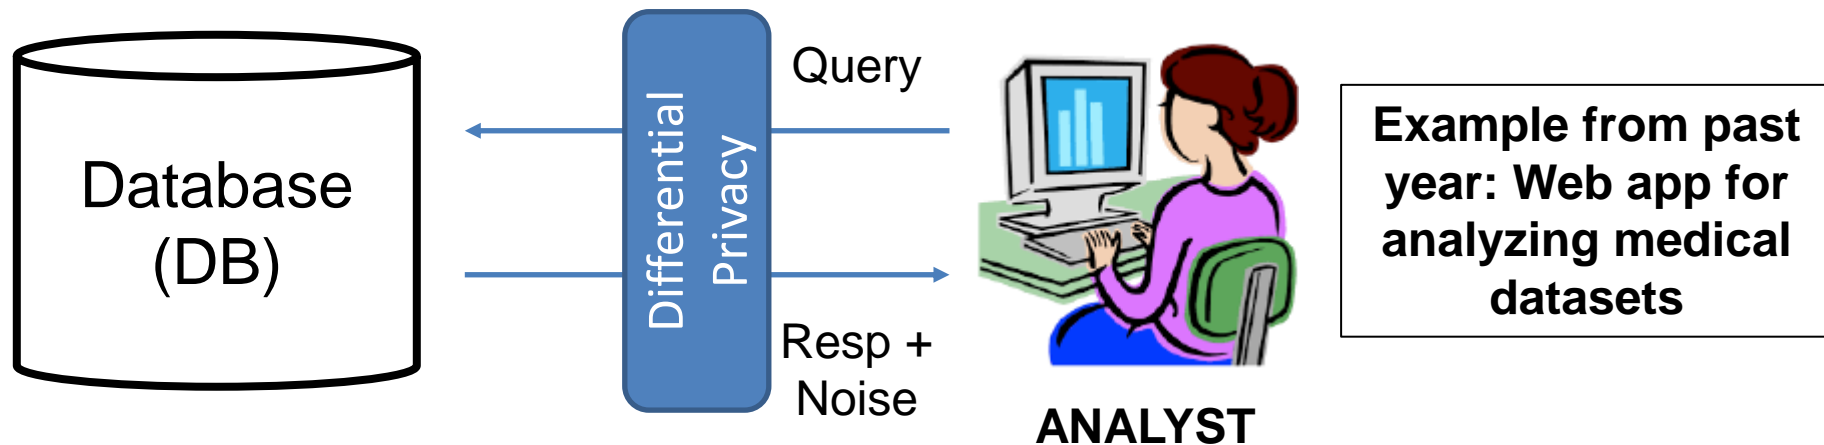 Database
(DB)
Differential
Privacy
Query
Resp +
Noise
ANALYST
Example from past
year: Web app for
analyzing medical
datasets